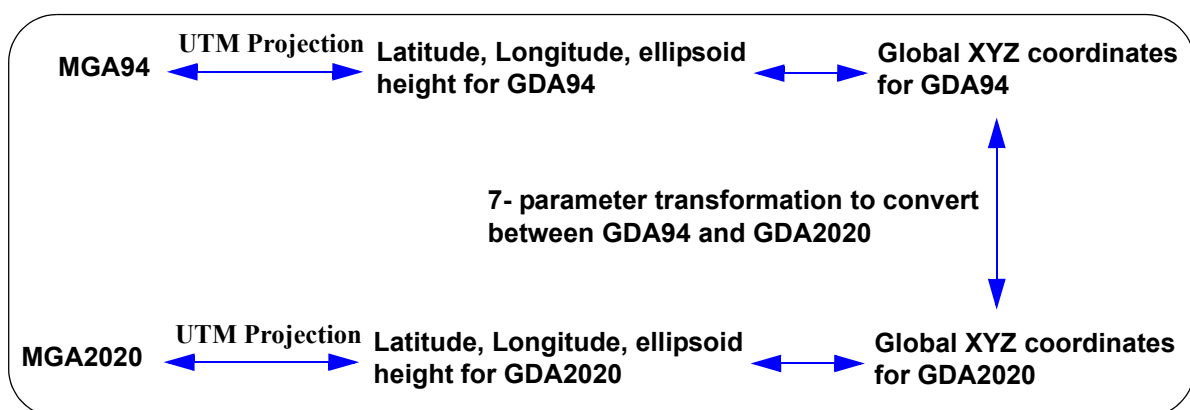 UTM Projection
MGA94
Latitude, Longitude, ellipsoid
height for GDA94
Global XYZ coordinates
for GDA94
7- parameter transformation to convert
between GDA94 and GDA2020
UTM Projection
MGA2020
Latitude, Longitude, ellipsoid
height for GDA2020
Global XYZ coordinates
for GDA2020